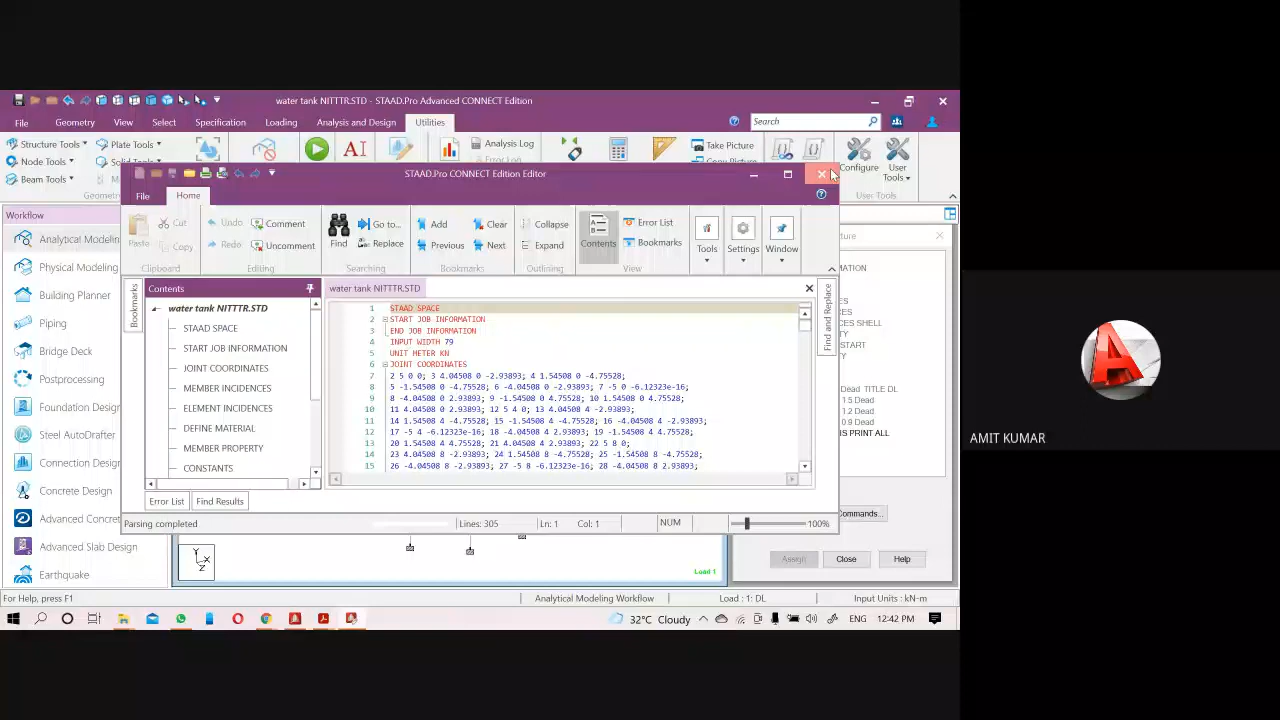 water tank NITTTR.STD - STAAD.Pro Advanced CONNECT Edition
File Geometry View Select Specification Loading Analysis and Design Utilities Search
Structure Tools Plate Tools Analysis Log Take Picture
Node Tools
Beam Tools Configure User Tools
User Tools
STAAD.Pro CONNECT Edition Editor
File Home
Paste Cut Copy Undo Redo Comment Uncomment Find Go to... Replace Add Previous Clear Next Collapse Expand Contents Error List Bookmarks Tools Settings Window
Clipboard Editing Searching Bookmarks Outlining View
Workflow
Analytical Modelin
Physical Modeling
Building Planner
Piping
Bridge Deck
Postprocessing
Foundation Desig
Steel AutoDrafter
Connection Design
Concrete Design
Advanced Concre
Advanced Slab Design
Earthquake
Bookmarks
Contents
water tank NITTTR.STD
STAAD SPACE
START JOB INFORMATION
JOINT COORDINATES
MEMBER INCIDENCES
ELEMENT INCIDENCES
DEFINE MATERIAL
MEMBER PROPERTY
CONSTANTS
water tank NITTTR.STD
1 STAAD SPACE
2 START JOB INFORMATION
3 END JOB INFORMATION
4 INPUT WIDTH 79
5 UNIT METER KN
6 JOINT COORDINATES
7 2 5 0 0; 3 4.04508 0 -2.93893; 4 1.54508 0 -4.75528;
8 5 -1.54508 0 -4.75528; 6 -4.04508 0 -2.93893; 7 -5 0 -6.12323e-16;
9 8 -4.04508 0 2.93893; 9 -1.54508 0 4.75528; 10 1.54508 0 4.75528;
10 11 4.04508 0 2.93893; 12 5 4 0; 13 4.04508 4 -2.93893;
11 14 1.54508 4 -4.75528; 15 -1.54508 4 -4.75528; 16 -4.04508 4 -2.93893;
12 17 -5 4 -6.12323e-16; 18 -4.04508 4 2.93893; 19 -1.54508 4 4.75528;
13 20 1.54508 4 4.75528; 21 4.04508 4 2.93893; 22 5 8 0;
14 23 4.04508 8 -2.93893; 24 1.54508 8 -4.75528; 25 -1.54508 8 -4.75528;
15 26 -4.04508 8 -2.93893; 27 -5 8 -6.12323e-16; 28 -4.04508 8 2.93893;
Find and Replace
Error List Find Results
Parsing completed Lines: 305 Ln: 1 Col: 1 NUM 100%
ture
MATION
ES
CES SHELL
TY
START
Dead TITLE DL
1.5 Dead
1.2 Dead
0.9 Dead
IS PRINT ALL
Commands...
Assign Close Help
Y X Z
Load 1
For Help, press F1 Analytical Modeling Workflow Load : 1: DL Input Units : kN-m
32°C Cloudy ENG 12:42 PM
AMIT KUMAR